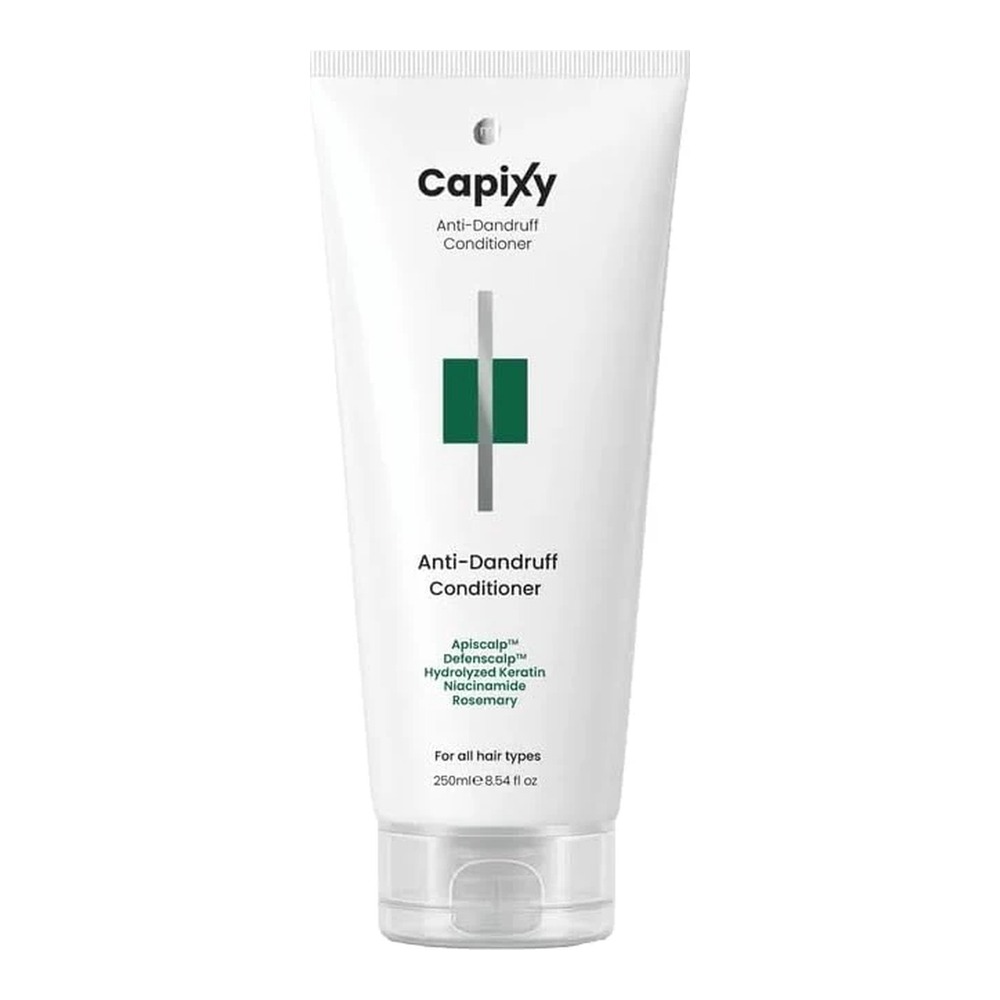 m
Capixy
Anti-Dandruff
Conditioner
Anti-Dandruff
Conditioner
Apiscalp™
Defenscalp™
Hydrolyzed Keratin
Niacinamide
Rosemary
For all hair types
250ml℮8.54 fl oz